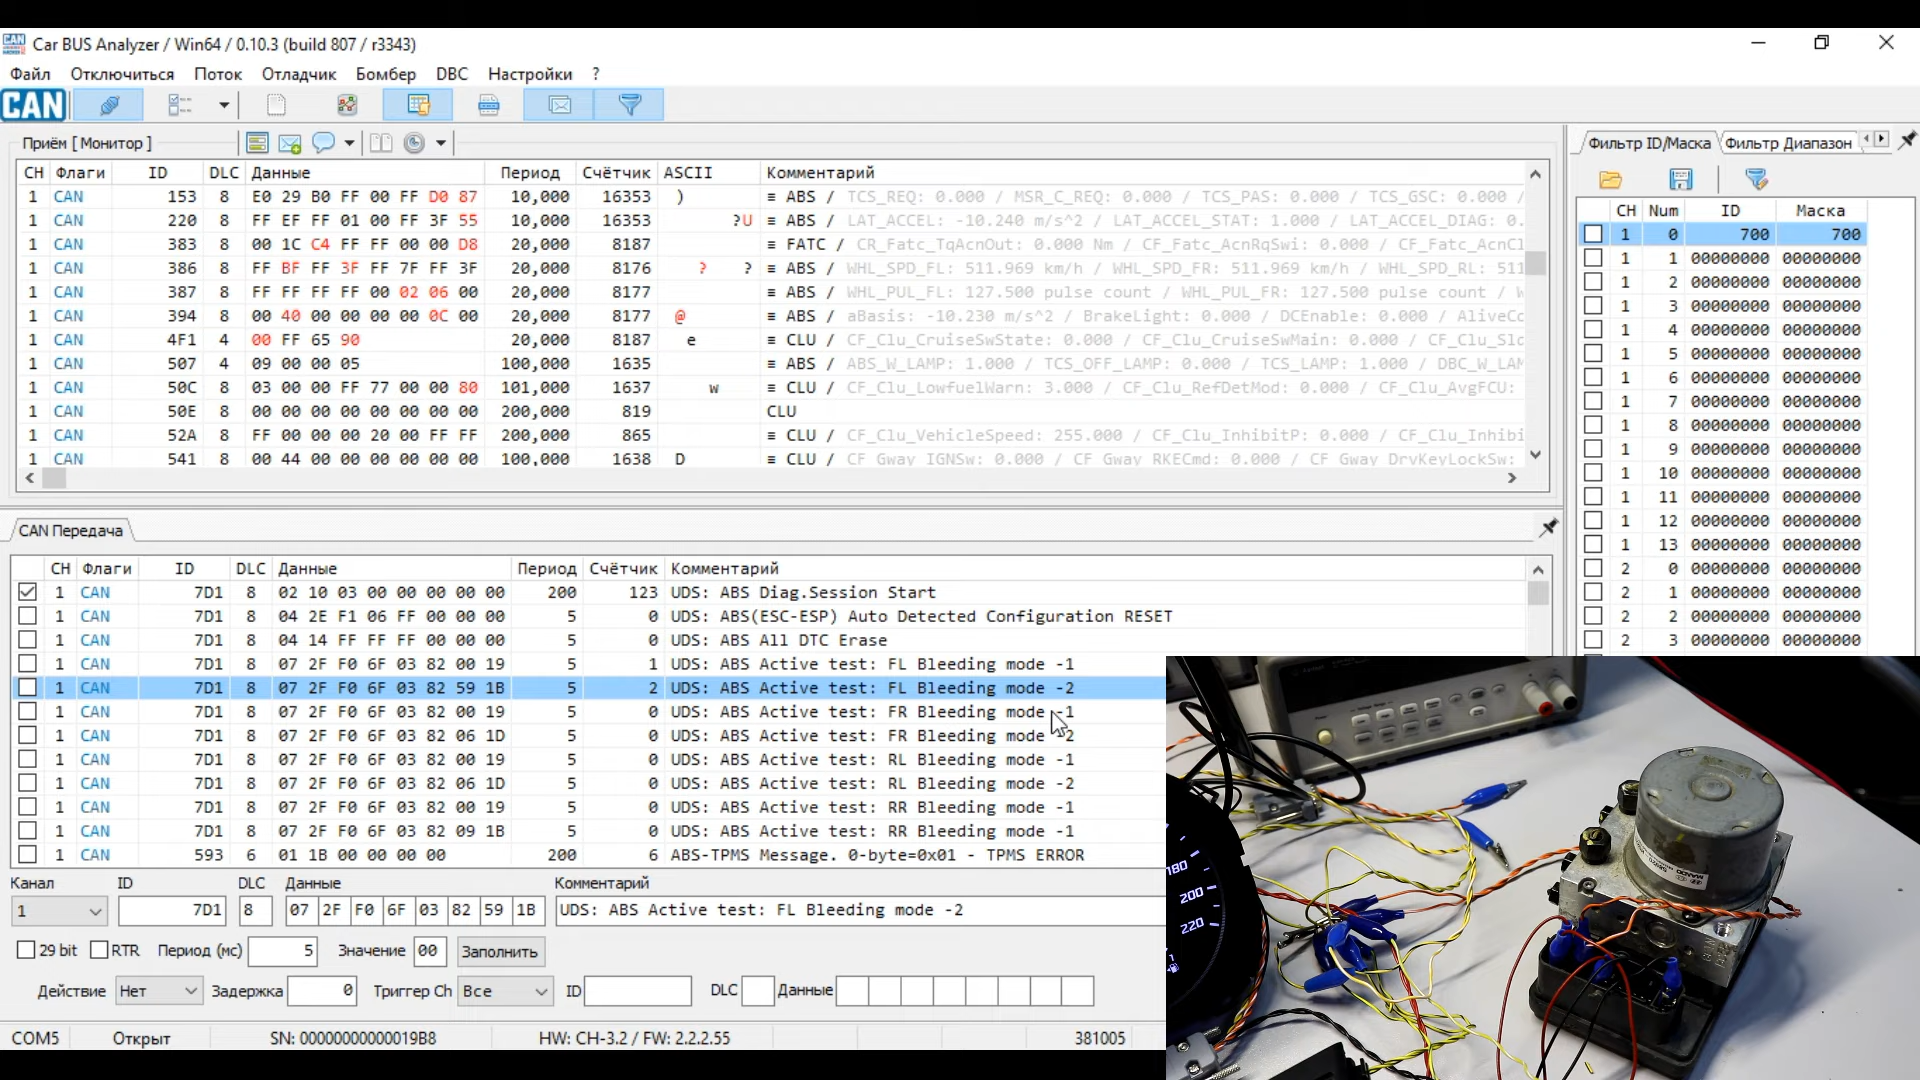 Car BUS Analyzer / Win64 / 0.10.3 (build 807 / r3343)
Файл Отключиться Поток Отладчик Бомбер DBC Настройки ?
CAN
Приём [ Монитор ]
CH Флаги ID DLC Данные Период Счётчик ASCII Комментарий
1 CAN 153 8 E0 29 B0 FF 00 FF D0 87 10,000 16353 ) ≡ ABS / TCS_REQ: 0.000 / MSR_C_REQ: 0.000 / TCS_PAS: 0.000 / TCS_GSC: 0.000 /
1 CAN 220 8 FF EF FF 01 00 FF 3F 55 10,000 16353 ?U ≡ ABS / LAT_ACCEL: -10.240 m/s^2 / LAT_ACCEL_STAT: 1.000 / LAT_ACCEL_DIAG: 0.
1 CAN 383 8 00 1C C4 FF FF 00 00 D8 20,000 8187 ≡ FATC / CR_Fatc_TqAcnOut: 0.000 Nm / CF_Fatc_AcnRqSwi: 0.000 / CF_Fatc_AcnCl
1 CAN 386 8 FF BF FF 3F FF 7F FF 3F 20,000 8176 ? ? ≡ ABS / WHL_SPD_FL: 511.969 km/h / WHL_SPD_FR: 511.969 km/h / WHL_SPD_RL: 511
1 CAN 387 8 FF FF FF FF 00 02 06 00 20,000 8177 ≡ ABS / WHL_PUL_FL: 127.500 pulse count / WHL_PUL_FR: 127.500 pulse count / W
1 CAN 394 8 00 40 00 00 00 00 0C 00 20,000 8177 @ ≡ ABS / aBasis: -10.230 m/s^2 / BrakeLight: 0.000 / DCEnable: 0.000 / AliveCo
1 CAN 4F1 4 00 FF 65 90 20,000 8187 e ≡ CLU / CF_Clu_CruiseSwState: 0.000 / CF_Clu_CruiseSwMain: 0.000 / CF_Clu_Sld
1 CAN 507 4 09 00 00 05 100,000 1635 ≡ ABS / ABS_W_LAMP: 1.000 / TCS_OFF_LAMP: 0.000 / TCS_LAMP: 1.000 / DBC_W_LAM
1 CAN 50C 8 03 00 00 FF 77 00 00 80 101,000 1637 w ≡ CLU / CF_Clu_LowfuelWarn: 3.000 / CF_Clu_RefDetMod: 0.000 / CF_Clu_AvgFCU:
1 CAN 50E 8 00 00 00 00 00 00 00 00 200,000 819 CLU
1 CAN 52A 8 FF 00 00 00 20 00 FF FF 200,000 865 ≡ CLU / CF_Clu_VehicleSpeed: 255.000 / CF_Clu_InhibitP: 0.000 / CF_Clu_Inhibi
1 CAN 541 8 00 44 00 00 00 00 00 00 100,000 1638 D ≡ CLU / CF_Gway_IGNSw: 0.000 / CF_Gway_RKECmd: 0.000 / CF_Gway_DrvKeyLockSw:
CAN Передача
CH Флаги ID DLC Данные Период Счётчик Комментарий
1 CAN 7D1 8 02 10 03 00 00 00 00 00 200 123 UDS: ABS Diag.Session Start
1 CAN 7D1 8 04 2E F1 06 FF 00 00 00 5 0 UDS: ABS(ESC-ESP) Auto Detected Configuration RESET
1 CAN 7D1 8 04 14 FF FF FF 00 00 00 5 0 UDS: ABS All DTC Erase
1 CAN 7D1 8 07 2F F0 6F 03 82 00 19 5 1 UDS: ABS Active test: FL Bleeding mode -1
1 CAN 7D1 8 07 2F F0 6F 03 82 59 1B 5 2 UDS: ABS Active test: FL Bleeding mode -2
1 CAN 7D1 8 07 2F F0 6F 03 82 00 19 5 0 UDS: ABS Active test: FR Bleeding mode -1
1 CAN 7D1 8 07 2F F0 6F 03 82 06 1D 5 0 UDS: ABS Active test: FR Bleeding mode -2
1 CAN 7D1 8 07 2F F0 6F 03 82 00 19 5 0 UDS: ABS Active test: RL Bleeding mode -1
1 CAN 7D1 8 07 2F F0 6F 03 82 06 1D 5 0 UDS: ABS Active test: RL Bleeding mode -2
1 CAN 7D1 8 07 2F F0 6F 03 82 00 19 5 0 UDS: ABS Active test: RR Bleeding mode -1
1 CAN 7D1 8 07 2F F0 6F 03 82 09 1B 5 0 UDS: ABS Active test: RR Bleeding mode -1
1 CAN 593 6 01 1B 00 00 00 00 200 6 ABS-TPMS Message. 0-byte=0x01 - TPMS ERROR
Канал ID DLC Данные Комментарий
1 7D1 8 07 2F F0 6F 03 82 59 1B UDS: ABS Active test: FL Bleeding mode -2
29 bit RTR Период (мс) 5 Значение 00 Заполнить
Действие Нет Задержка 0 Триггер Ch Все ID DLC Данные
COM5 Открыт SN: 00000000000019B8 HW: CH-3.2 / FW: 2.2.2.55 381005
Фильтр ID/Маска Фильтр Диапазон
CH Num ID Маска
1 0 700 700
1 1 00000000 00000000
1 2 00000000 00000000
1 3 00000000 00000000
1 4 00000000 00000000
1 5 00000000 00000000
1 6 00000000 00000000
1 7 00000000 00000000
1 8 00000000 00000000
1 9 00000000 00000000
1 10 00000000 00000000
1 11 00000000 00000000
1 12 00000000 00000000
1 13 00000000 00000000
2 0 00000000 00000000
2 1 00000000 00000000
2 2 00000000 00000000
2 3 00000000 00000000
180
200
220
MANDO